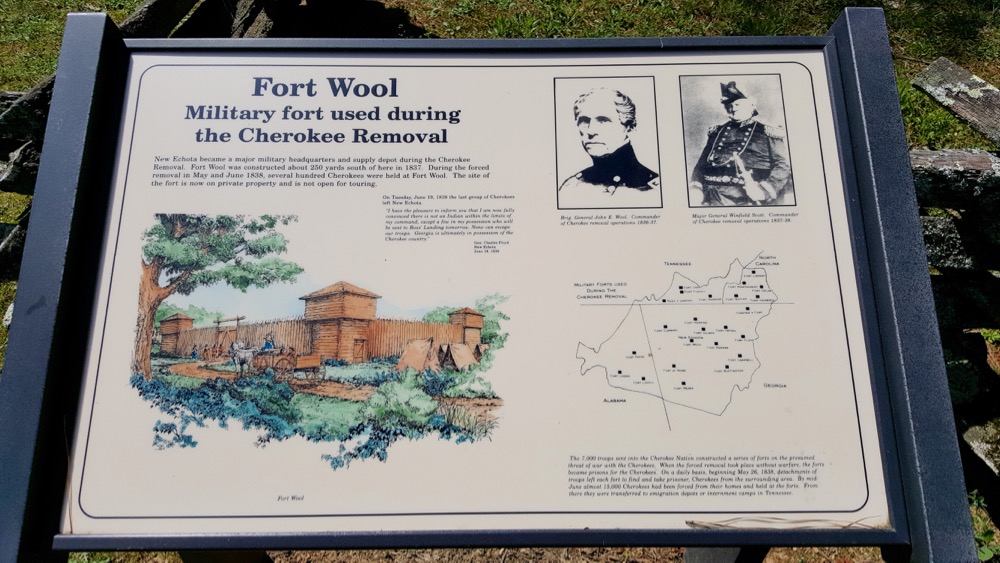 Fort Wool
Military fort used during
the Cherokee Removal
New Echota became a major military headquarters and supply depot during the Cherokee
Removal. Fort Wool was constructed about 250 yards south of here in 1837. During the forced
removal in May and June 1838, several hundred Cherokees were held at Fort Wool. The site of
the fort is now on private property and is not open for touring.
On Tuesday, June 19, 1838 the last group of Cherokees
left New Echota.
"I have the pleasure to inform you that I am now fully
convinced there is not an Indian within the limits of
my command, except a few in my possession who will
be sent to Ross' Landing tomorrow. None can escape
our troops. Georgia is ultimately in possession of the
Cherokee country."
Gen. Charles Floyd
New Echota
June 18, 1838
Fort Wool
Brig. General John E. Wool. Commander
of Cherokee removal operations 1836-37.
Major General Winfield Scott. Commander
of Cherokee removal operations 1837-38.
MILITARY FORTS USED
DURING THE
CHEROKEE REMOVAL
TENNESSEE
NORTH
CAROLINA
NEW ECHOTA
FORT WOOL
GEORGIA
ALABAMA
The 7,000 troops sent into the Cherokee Nation constructed a series of forts on the presumed
threat of war with the Cherokees. When the forced removal took place without warfare, the forts
became prisons for the Cherokees. On a daily basis, beginning May 26, 1838, detachments of
troops left each fort to find and take prisoner, Cherokees from the surrounding area. By mid
June almost 15,000 Cherokees had been forced from their homes and held at the forts. From
there they were transferred to emigration depots or internment camps in Tennessee.